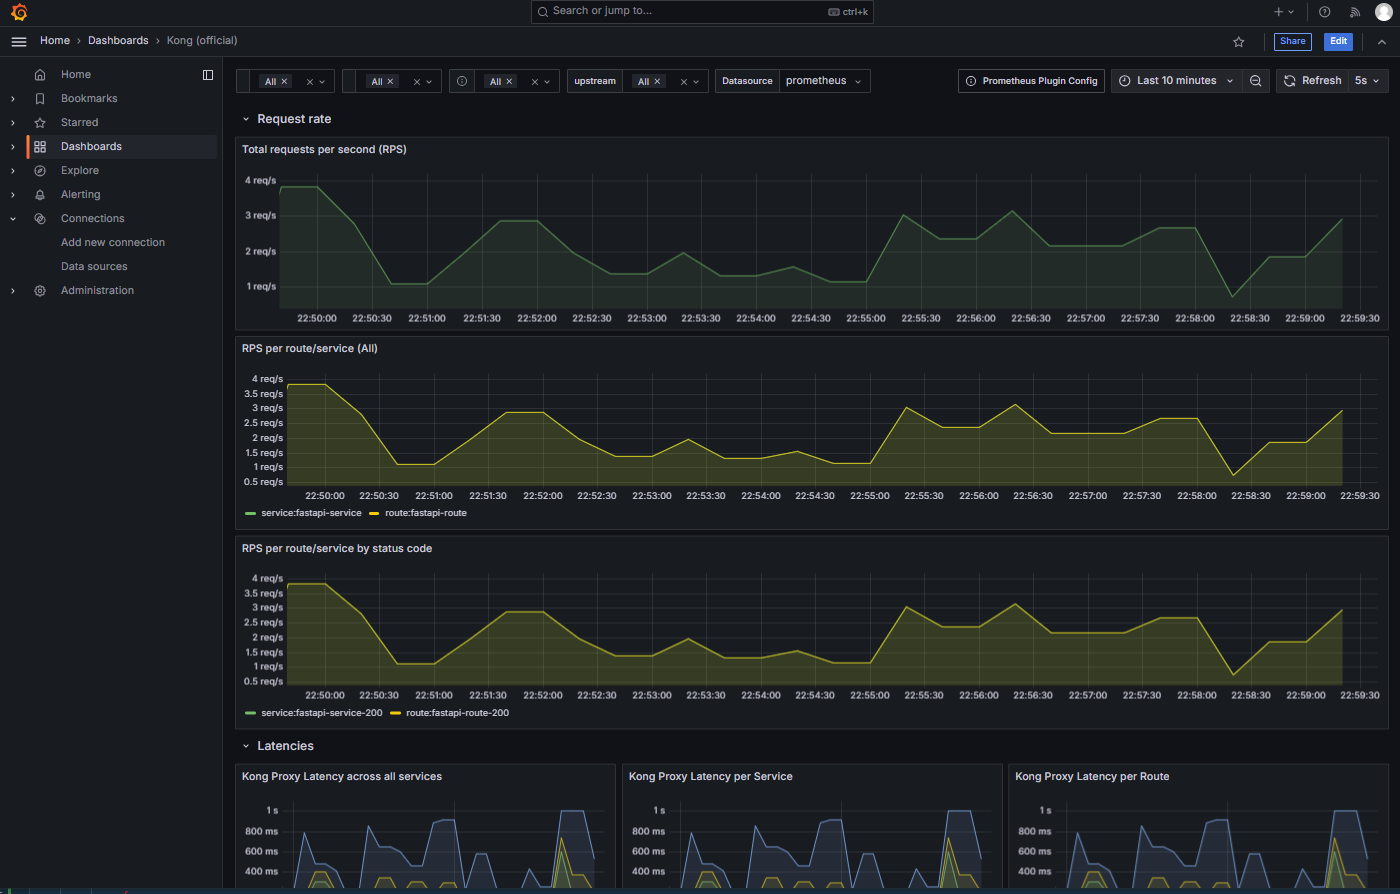 Search or jump to... ctrl+k
Home › Dashboards › Kong (official)
Share Edit
Home
Bookmarks
Starred
Dashboards
Explore
Alerting
Connections
Add new connection
Data sources
Administration
All × All × All × upstream All × Datasource prometheus Prometheus Plugin Config Last 10 minutes Refresh 5s
Request rate
Total requests per second (RPS)
4 req/s
3 req/s
2 req/s
1 req/s
22:50:00 22:50:30 22:51:00 22:51:30 22:52:00 22:52:30 22:53:00 22:53:30 22:54:00 22:54:30 22:55:00 22:55:30 22:56:00 22:56:30 22:57:00 22:57:30 22:58:00 22:58:30 22:59:00 22:59:30
RPS per route/service (All)
4 req/s
3.5 req/s
3 req/s
2.5 req/s
2 req/s
1.5 req/s
1 req/s
0.5 req/s
22:50:00 22:50:30 22:51:00 22:51:30 22:52:00 22:52:30 22:53:00 22:53:30 22:54:00 22:54:30 22:55:00 22:55:30 22:56:00 22:56:30 22:57:00 22:57:30 22:58:00 22:58:30 22:59:00 22:59:30
service:fastapi-service route:fastapi-route
RPS per route/service by status code
4 req/s
3.5 req/s
3 req/s
2.5 req/s
2 req/s
1.5 req/s
1 req/s
0.5 req/s
22:50:00 22:50:30 22:51:00 22:51:30 22:52:00 22:52:30 22:53:00 22:53:30 22:54:00 22:54:30 22:55:00 22:55:30 22:56:00 22:56:30 22:57:00 22:57:30 22:58:00 22:58:30 22:59:00 22:59:30
service:fastapi-service-200 route:fastapi-route-200
Latencies
Kong Proxy Latency across all services
1 s
800 ms
600 ms
400 ms
Kong Proxy Latency per Service
1 s
800 ms
600 ms
400 ms
Kong Proxy Latency per Route
1 s
800 ms
600 ms
400 ms